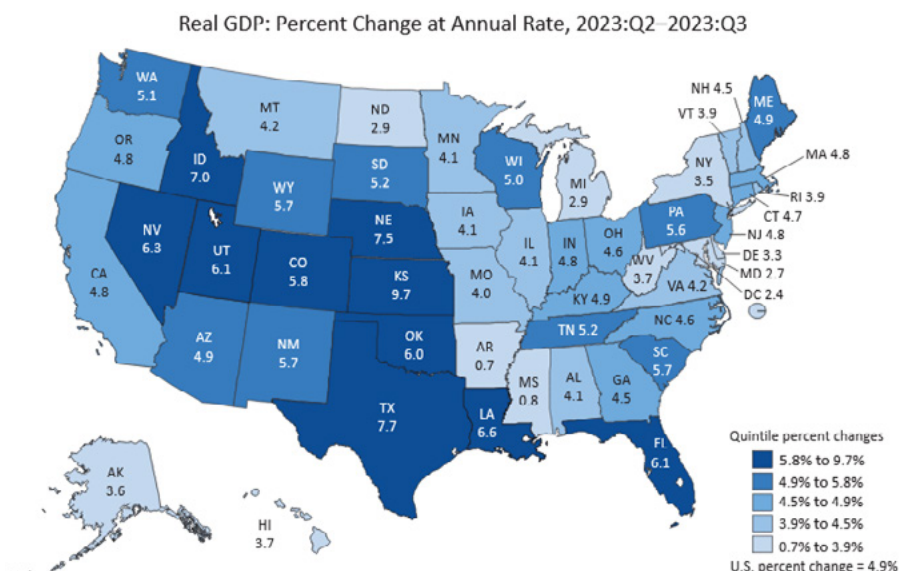 Real GDP: Percent Change at Annual Rate, 2023:Q2–2023:Q3
WA
5.1
MT
4.2
ND
2.9
MN
4.1
OR
4.8
ID
7.0
WY
5.7
SD
5.2
WI
5.0
MI
2.9
NY
3.5
VT 3.9
NH 4.5
ME
4.9
MA 4.8
RI 3.9
CT 4.7
NJ 4.8
DE 3.3
MD 2.7
DC 2.4
PA
5.6
NV
6.3
UT
6.1
CO
5.8
NE
7.5
IA
4.1
IL
4.1
IN
4.8
OH
4.6
WV
3.7
VA 4.2
CA
4.8
KS
9.7
MO
4.0
KY 4.9
NC 4.6
TN 5.2
SC
5.7
AZ
4.9
NM
5.7
OK
6.0
AR
0.7
MS
0.8
AL
4.1
GA
4.5
TX
7.7
LA
6.6
FL
6.1
AK
3.6
HI
3.7
Quintile percent changes
5.8% to 9.7%
4.9% to 5.8%
4.5% to 4.9%
3.9% to 4.5%
0.7% to 3.9%
U.S. percent change = 4.9%